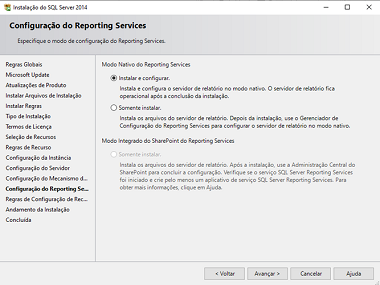 Instalação do SQL Server 2014
Configuração do Reporting Services
Especifique o modo de configuração do Reporting Services.
Regras Globais
Microsoft Update
Atualizações de Produto
Instalar Arquivos de Instalação
Instalar Regras
Tipo de Instalação
Termos de Licença
Seleção de Recursos
Regras de Recurso
Configuração da Instância
Configuração do Servidor
Configuração do Mecanismo d...
Configuração do Reporting Se...
Regras de Configuração de Rec...
Andamento da Instalação
Concluída
Modo Nativo do Reporting Services
Instalar e configurar.
Instala e configura o servidor de relatório no modo nativo. O servidor de relatório fica
operacional após a conclusão da instalação.
Somente instalar.
Instala os arquivos do servidor de relatório. Depois da instalação, use o Gerenciador de
Configuração do Reporting Services para configurar o servidor de relatório no modo nativo.
Modo Integrado do SharePoint do Reporting Services
Somente instalar.
Instala os arquivos do servidor de relatório. Após a instalação, use a Administração Central do
SharePoint para concluir a configuração. Verifique se o serviço SQL Server Reporting Services
foi iniciado e crie pelo menos um aplicativo de serviço SQL Server Reporting Services. Para
obter mais informações, clique em Ajuda.
< Voltar
Avançar >
Cancelar
Ajuda